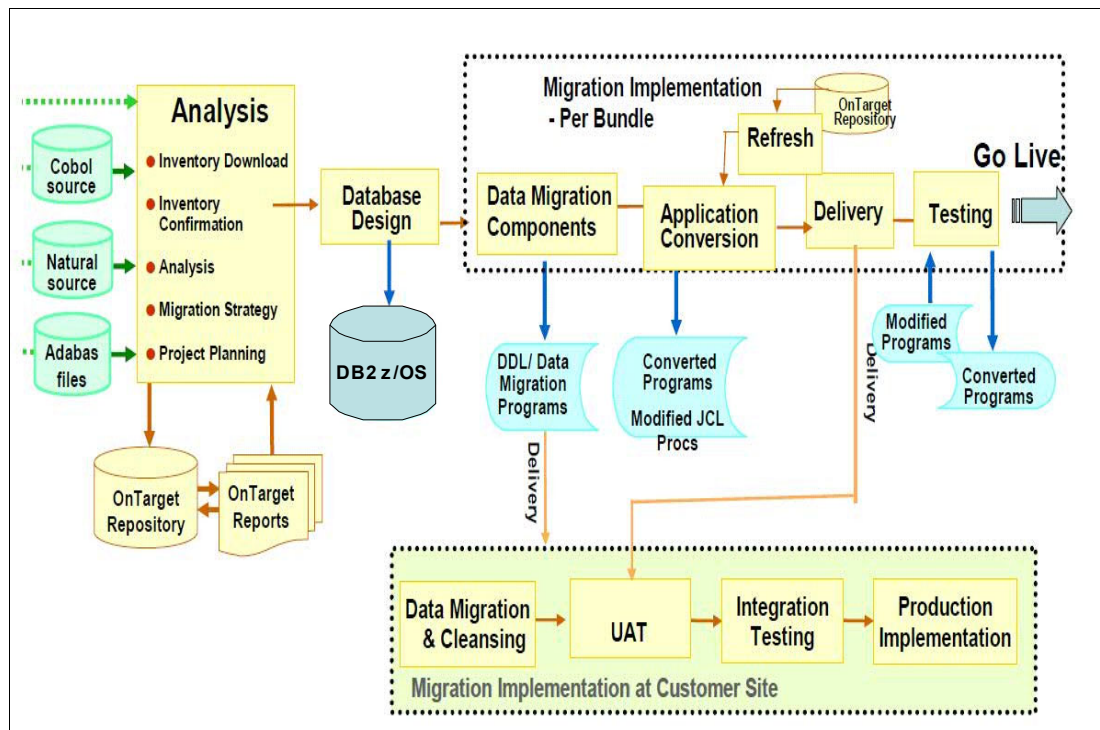 Analysis
Inventory Download
Inventory
Confirmation
Analysis
Migration Strategy
Project Planning
Cobol
source
Natural
source
Adabas
files
OnTarget
Repository
OnTarget
Reports
Database
Design
DB2 z/OS
Migration Implementation
- Per Bundle
OnTarget
Repository
Refresh
Go Live
Data Migration
Components
Application
Conversion
Delivery
Testing
DDL/ Data
Migration
Programs
Converted
Programs
Modified JCL
Procs
Modified
Programs
Converted
Programs
Delivery
Delivery
Data Migration
& Cleansing
UAT
Integration
Testing
Production
Implementation
Migration Implementation at Customer Site